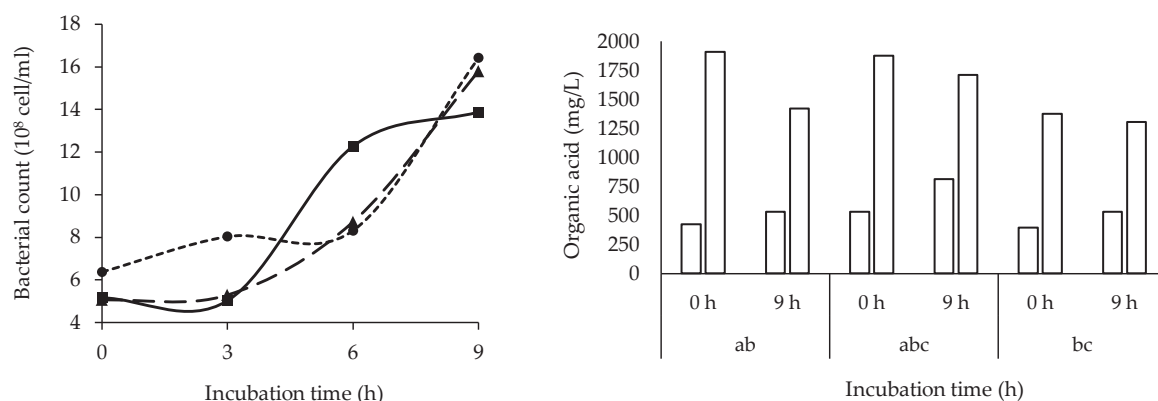 Bacterial count (10⁸ cell/ml)
18
16
14
12
10
8
6
4
0 3 6 9
Incubation time (h)
Organic acid (mg/L)
2000
1750
1500
1250
1000
750
500
250
0
0 h 9 h 0 h 9 h 0 h 9 h
ab abc bc
Incubation time (h)